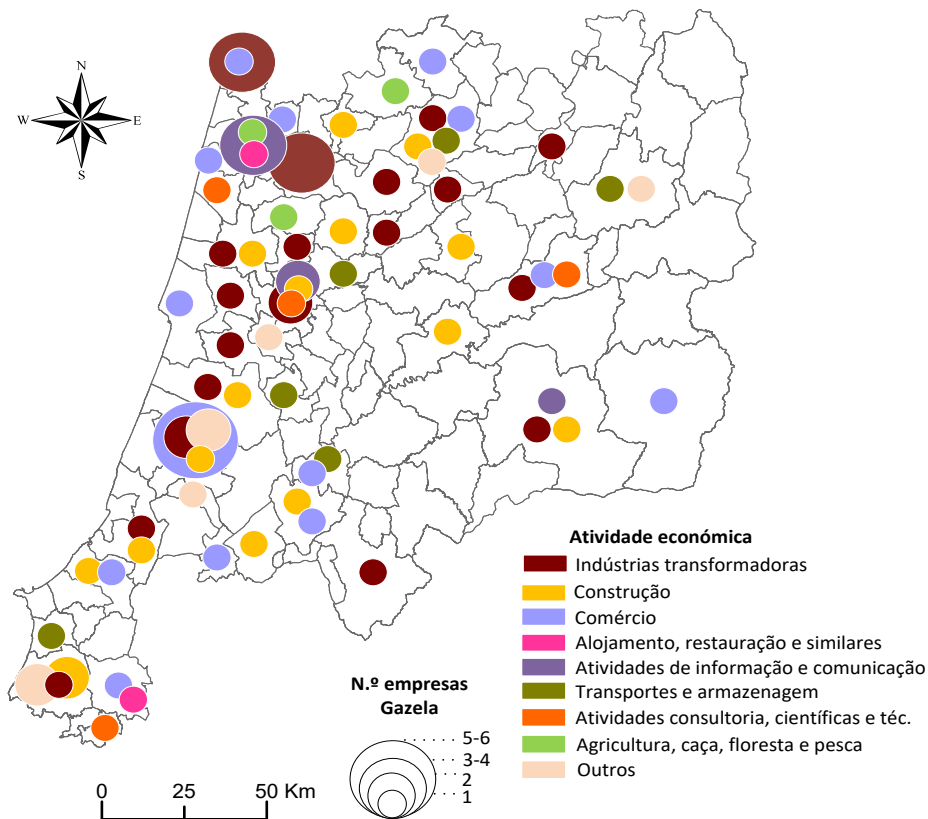 N
W
E
S
Atividade económica
Indústrias transformadoras
Construção
Comércio
Alojamento, restauração e similares
Atividades de informação e comunicação
Transportes e armazenagem
Atividades consultoria, científicas e téc.
Agricultura, caça, floresta e pesca
Outros
N.º empresas
Gazela
5-6
3-4
2
1
0 25 50 Km